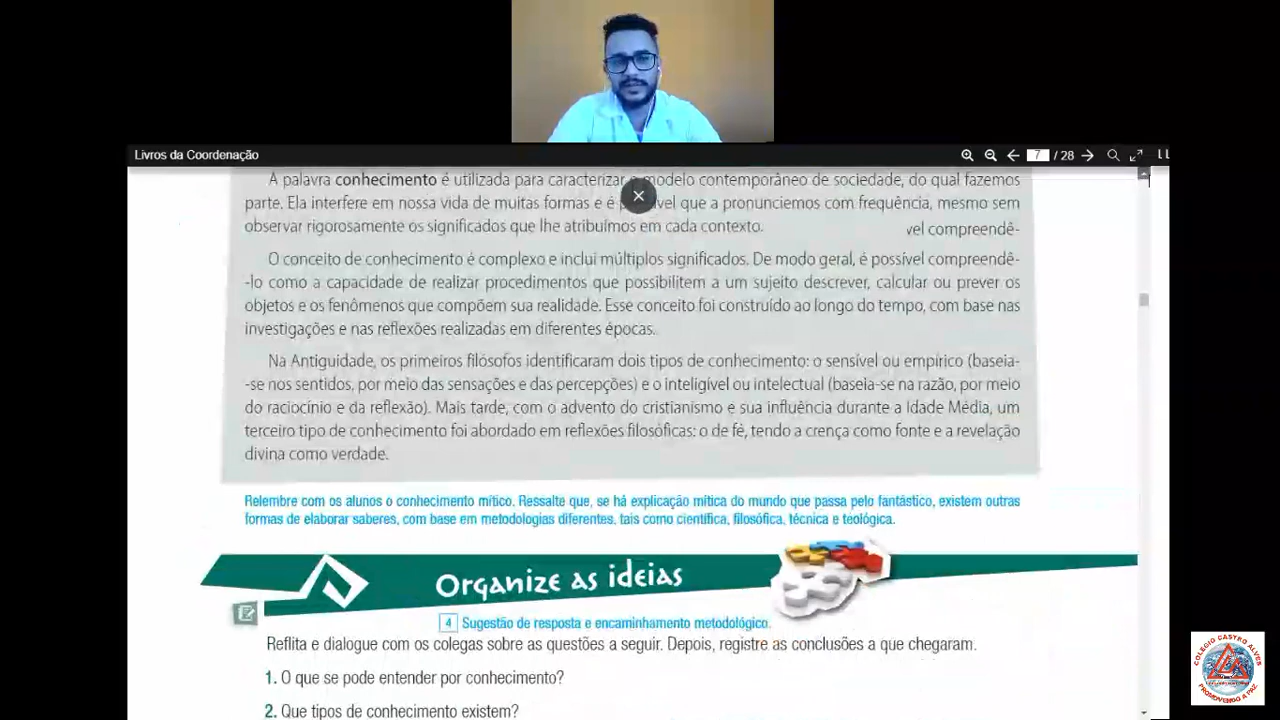 Livros da Coordenação
7 / 28
A palavra conhecimento é utilizada para caracterizar o modelo contemporâneo de sociedade, do qual fazemos
parte. Ela interfere em nossa vida de muitas formas e é possível que a pronunciemos com frequência, mesmo sem
observar rigorosamente os significados que lhe atribuímos em cada contexto.
vel compreendê-
O conceito de conhecimento é complexo e inclui múltiplos significados. De modo geral, é possível compreendê-
-lo como a capacidade de realizar procedimentos que possibilitem a um sujeito descrever, calcular ou prever os
objetos e os fenômenos que compõem sua realidade. Esse conceito foi construído ao longo do tempo, com base nas
investigações e nas reflexões realizadas em diferentes épocas.
Na Antiguidade, os primeiros filósofos identificaram dois tipos de conhecimento: o sensível ou empírico (baseia-
-se nos sentidos, por meio das sensações e das percepções) e o inteligível ou intelectual (baseia-se na razão, por meio
do raciocínio e da reflexão). Mais tarde, com o advento do cristianismo e sua influência durante a Idade Média, um
terceiro tipo de conhecimento foi abordado em reflexões filosóficas: o de fé, tendo a crença como fonte e a revelação
divina como verdade.
Relembre com os alunos o conhecimento mítico. Ressalte que, se há explicação mítica do mundo que passa pelo fantástico, existem outras
formas de elaborar saberes, com base em metodologias diferentes, tais como científica, filosófica, técnica e teológica.
Organize as ideias
4 Sugestão de resposta e encaminhamento metodológico.
Reflita e dialogue com os colegas sobre as questões a seguir. Depois, registre as conclusões a que chegaram.
1. O que se pode entender por conhecimento?
2. Que tipos de conhecimento existem?
COLÉGIO CASTRO ALVES
PROMOVENDO A PAZ